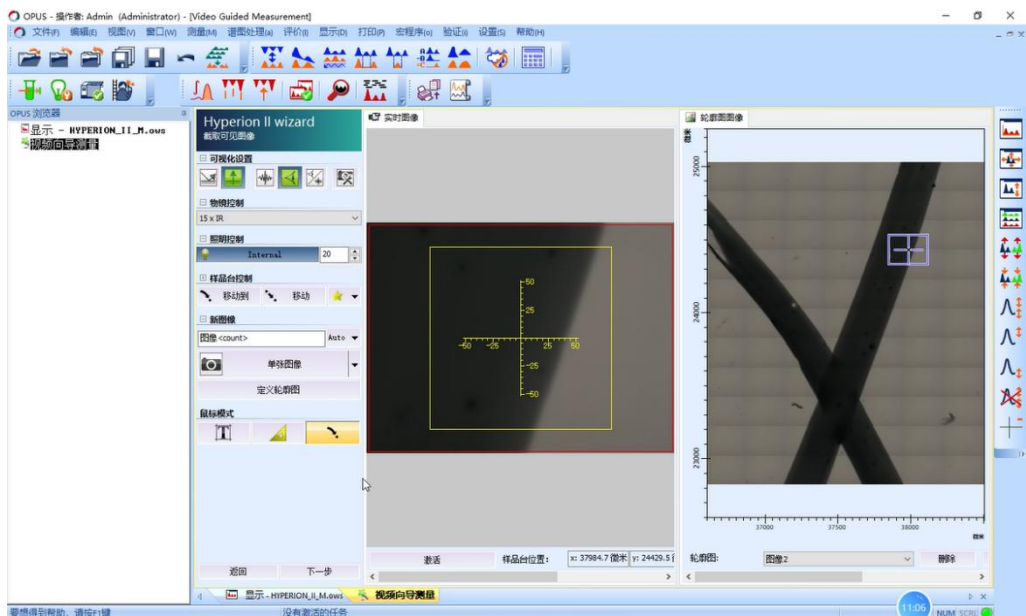 OPUS - 操作者: Admin (Administrator) - [Video Guided Measurement]
文件(F) 编辑(E) 视图(V) 窗口(W) 测量(M) 谱图处理(a) 评价(l) 显示(D) 打印(P) 宏程序(o) 验证(i) 设置(S) 帮助(H)
OPUS 浏览器
显示 - HYPERION_II_M.ows
视频向导测量
Hyperion II wizard
截取可见图像
可视化设置
物镜控制
15 x IR
照明控制
Internal 20
样品台控制
移动到 移动
新图像
图像<count> Auto
单张图像
定义轮廓图
鼠标模式
返回 下一步
实时图像
50
25
-50 -25 25 50
-25
-50
激活 样品台位置: x: 37984.7 微米 y: 24429.5
轮廓图图像
微米
25000
24000
23000
37000 37500 38000
微米
轮廓图: 图像2 删除
显示 - HYPERION_II_M.ows 视频向导测量
要想得到帮助，请按F1键 没有激活的任务 11:06 NUM SCRL